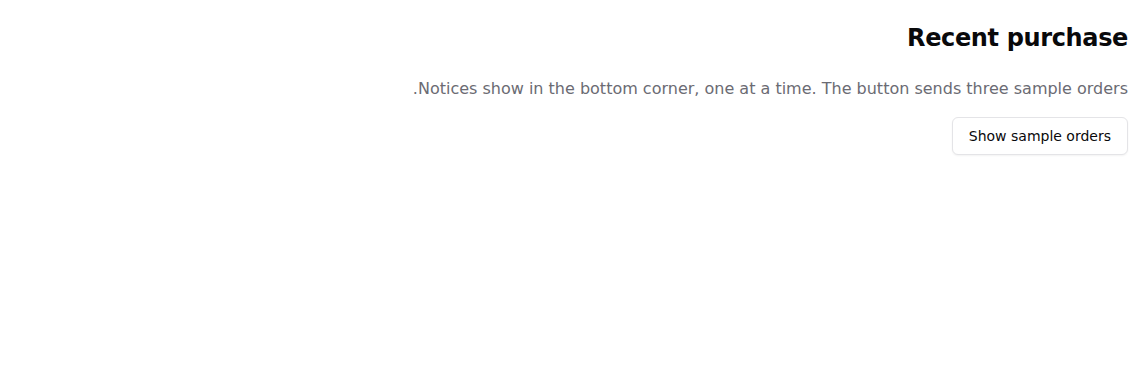 Recent purchase
.Notices show in the bottom corner, one at a time. The button sends three sample orders
Show sample orders